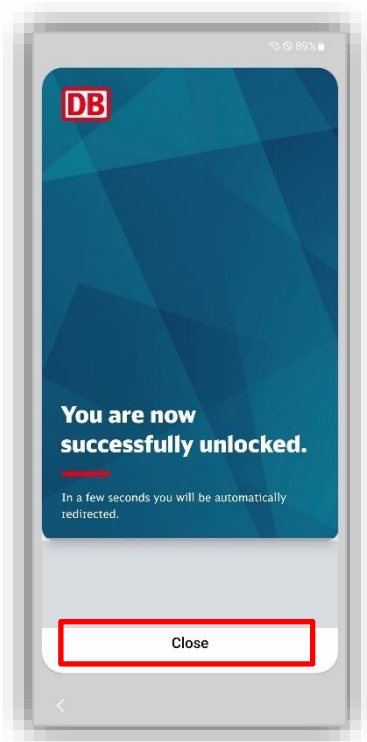 89%
DB
You are now
successfully unlocked.
In a few seconds you will be automatically
redirected.
Close